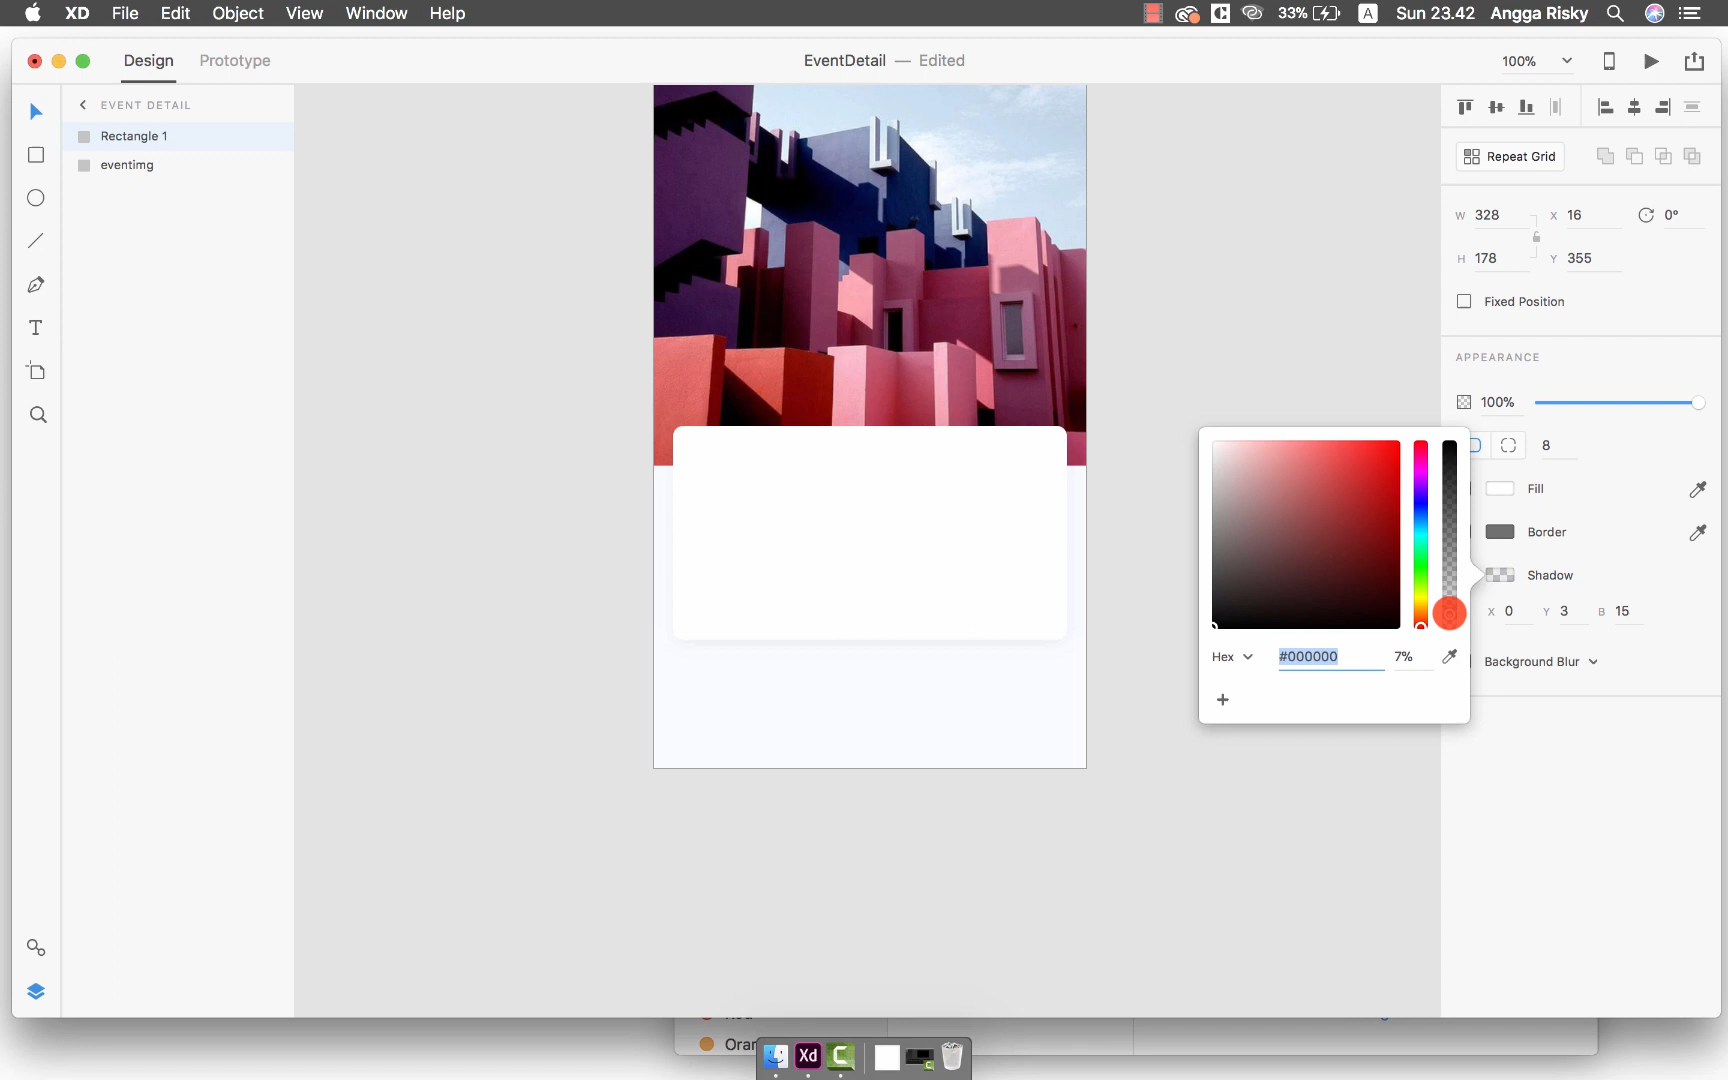 XD File Edit Object View Window Help
33% A Sun 23.42 Angga Risky
Design Prototype
EventDetail — Edited
100%
EVENT DETAIL
Rectangle 1
eventimg
Repeat Grid
W 328 X 16 0°
H 178 Y 355
Fixed Position
APPEARANCE
100%
8
Fill
Border
Shadow
X 0 Y 3 B 15
Background Blur
Hex #000000 7%
+
Xd